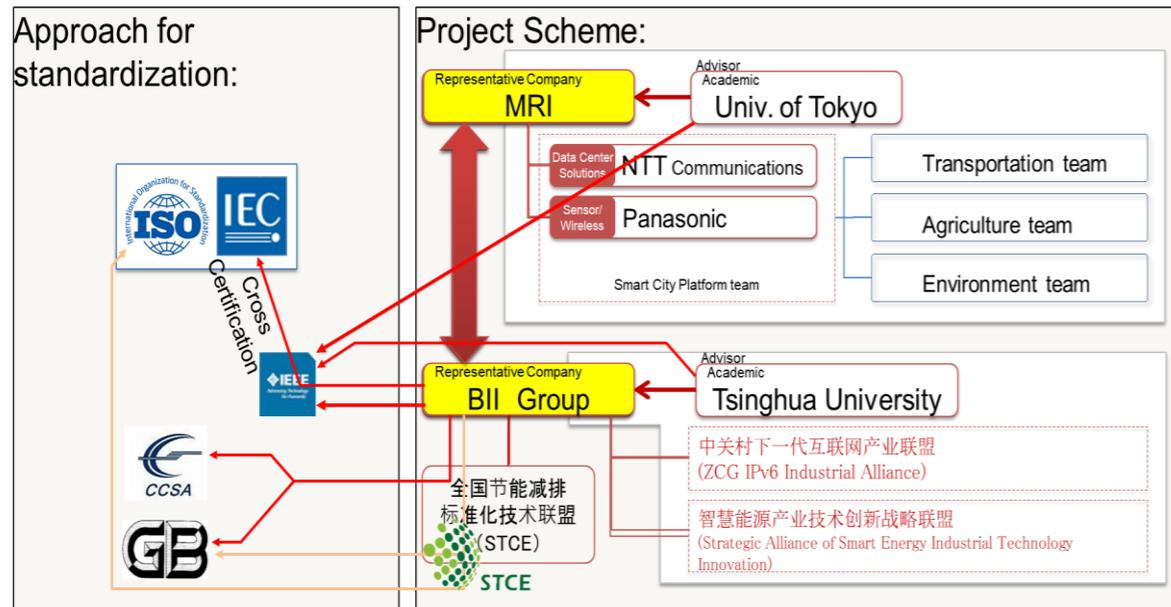 Approach for
standardization:
International Organization for Standardization
ISO
IEC
Cross
Certification
IEEE
Advancing Technology
for Humanity
CCSA
GB
Project Scheme:
Representative Company
MRI
Advisor
Academic
Univ. of Tokyo
Data Center
Solutions
NTT Communications
Sensor/
Wireless
Panasonic
Smart City Platform team
Transportation team
Agriculture team
Environment team
Representative Company
BII Group
Advisor
Academic
Tsinghua University
中关村下一代互联网产业联盟
(ZCG IPv6 Industrial Alliance)
智慧能源产业技术创新战略联盟
(Strategic Alliance of Smart Energy Industrial Technology
Innovation)
全国节能减排
标准化技术联盟
(STCE)
STCE